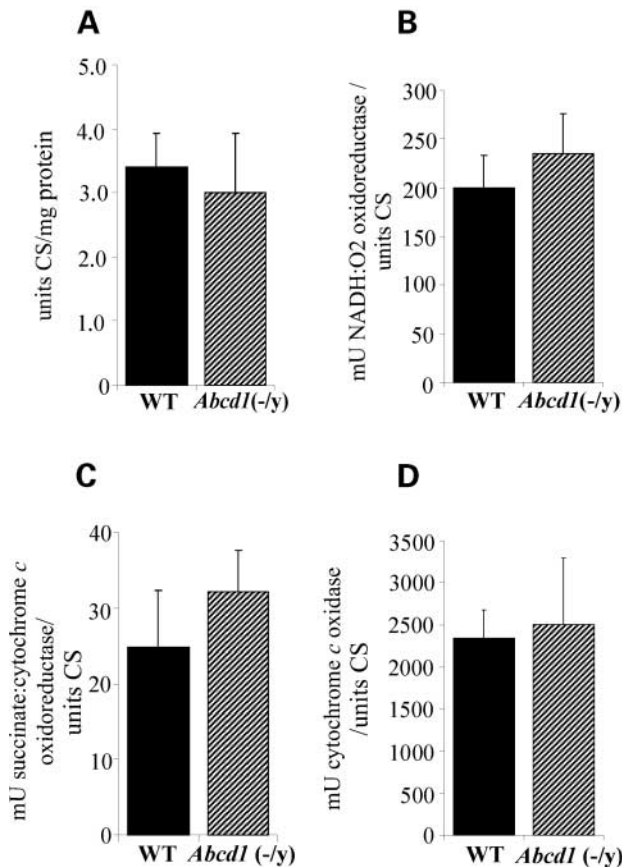 A
units CS/mg protein
5.0
4.0
3.0
2.0
1.0
0
WT Abcd1(-/y)
B
mU NADH:O2 oxidoreductase /
units CS
300
250
200
150
100
50
0
WT Abcd1(-/y)
C
mU succinate:cytochrome c
oxidoreductase/
units CS
40
30
20
10
0
WT Abcd1 (-/y)
D
mU cytochrome c oxidase
/units CS
3500
3000
2500
2000
1500
1000
500
0
WT Abcd1 (-/y)